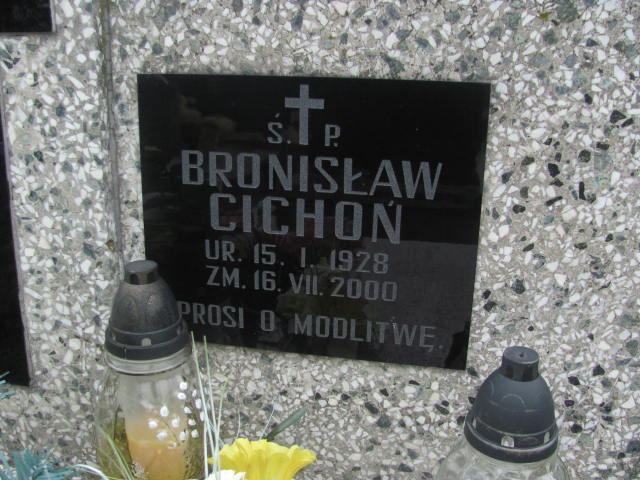 Ś. P.
BRONISŁAW
CICHOŃ
UR. 15. I. 1928
ZM. 16. VII. 2000
PROSI O MODLITWĘ.